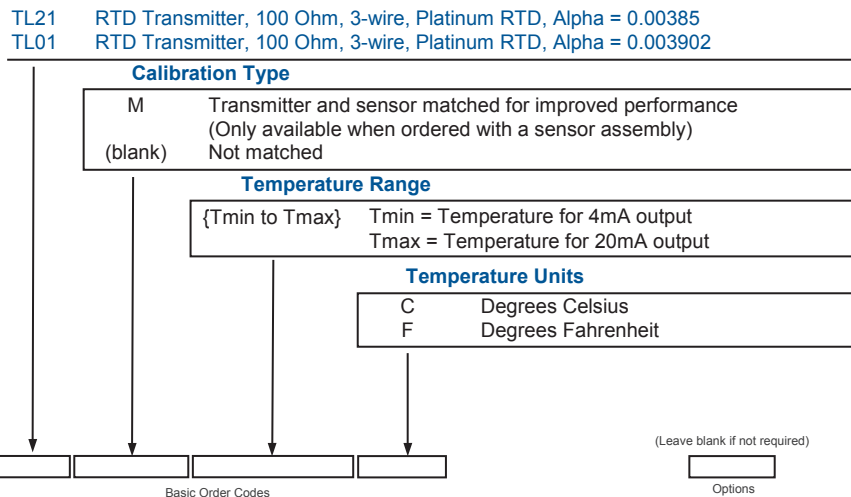 TL21 RTD Transmitter, 100 Ohm, 3-wire, Platinum RTD, Alpha = 0.00385
TL01 RTD Transmitter, 100 Ohm, 3-wire, Platinum RTD, Alpha = 0.003902
Calibration Type
M Transmitter and sensor matched for improved performance
(Only available when ordered with a sensor assembly)
(blank) Not matched
Temperature Range
{Tmin to Tmax} Tmin = Temperature for 4mA output
Tmax = Temperature for 20mA output
Temperature Units
C Degrees Celsius
F Degrees Fahrenheit
(Leave blank if not required)
Basic Order Codes
Options